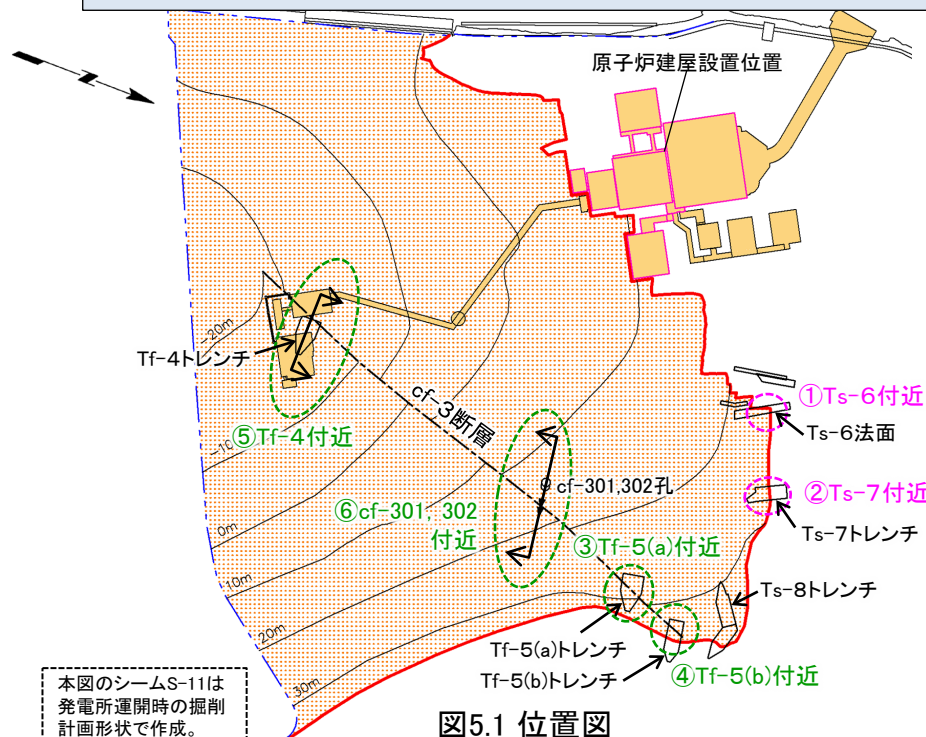 原子炉建屋設置位置
-20m
Tf-4トレンチ
cf-3断層
①Ts-6付近
Ts-6法面
⑤Tf-4付近
-10m
cf-301,302孔
②Ts-7付近
⑥cf-301, 302
付近
Ts-7トレンチ
0m
③Tf-5(a)付近
10m
Ts-8トレンチ
20m
Tf-5(a)トレンチ
Tf-5(b)トレンチ
④Tf-5(b)付近
30m
本図のシームS-11は
発電所運開時の掘削
計画形状で作成。
図5.1 位置図